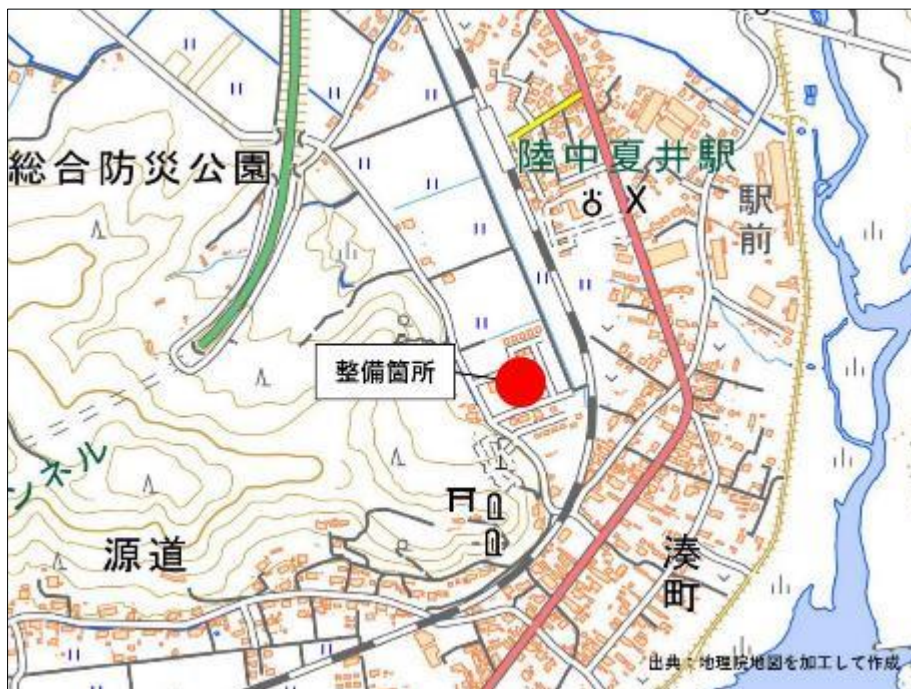 総合防災公園
陸中夏井駅
駅前
整備箇所
ンネル
源道
湊町
出典：地理院地図を加工して作成